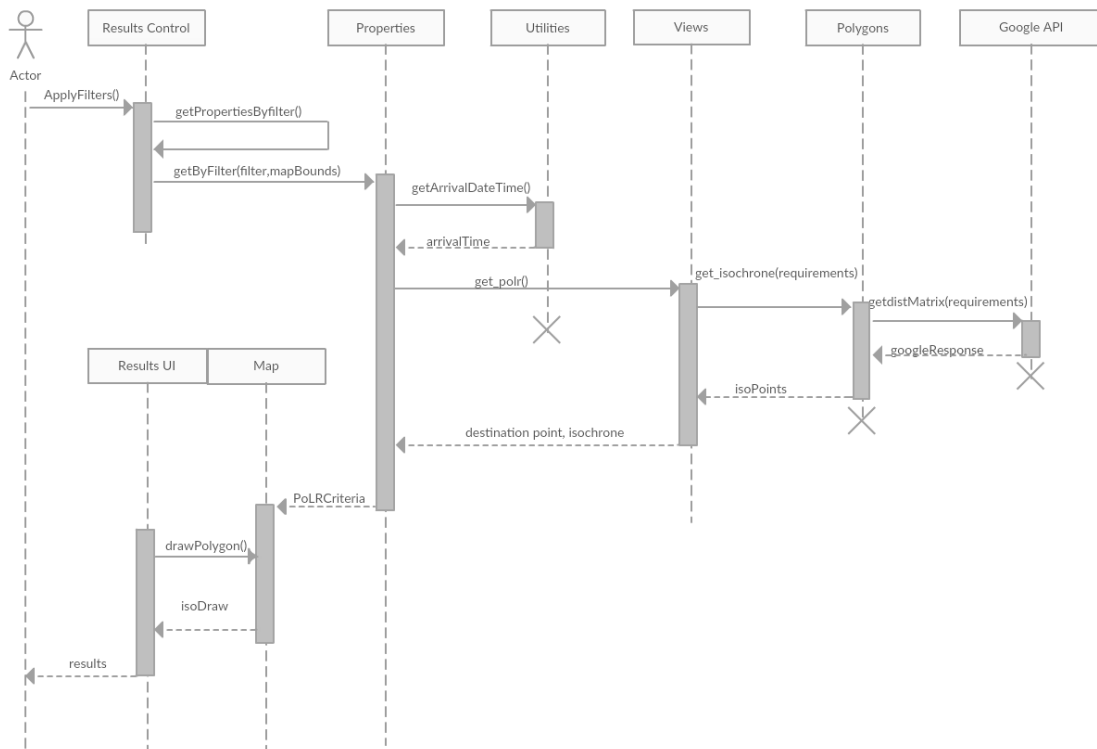 Results Control
Properties
Utilities
Views
Polygons
Google API
Actor
ApplyFilters()
getPropertiesByfilter()
getByFilter(filter,mapBounds)
getArrivalDateTime()
arrivalTime
get_polr()
get_isochrone(requirements)
getdistMatrix(requirements)
googleResponse
Results UI
Map
isoPoints
destination point, isochrone
PoLRCriteria
drawPolygon()
isoDraw
results